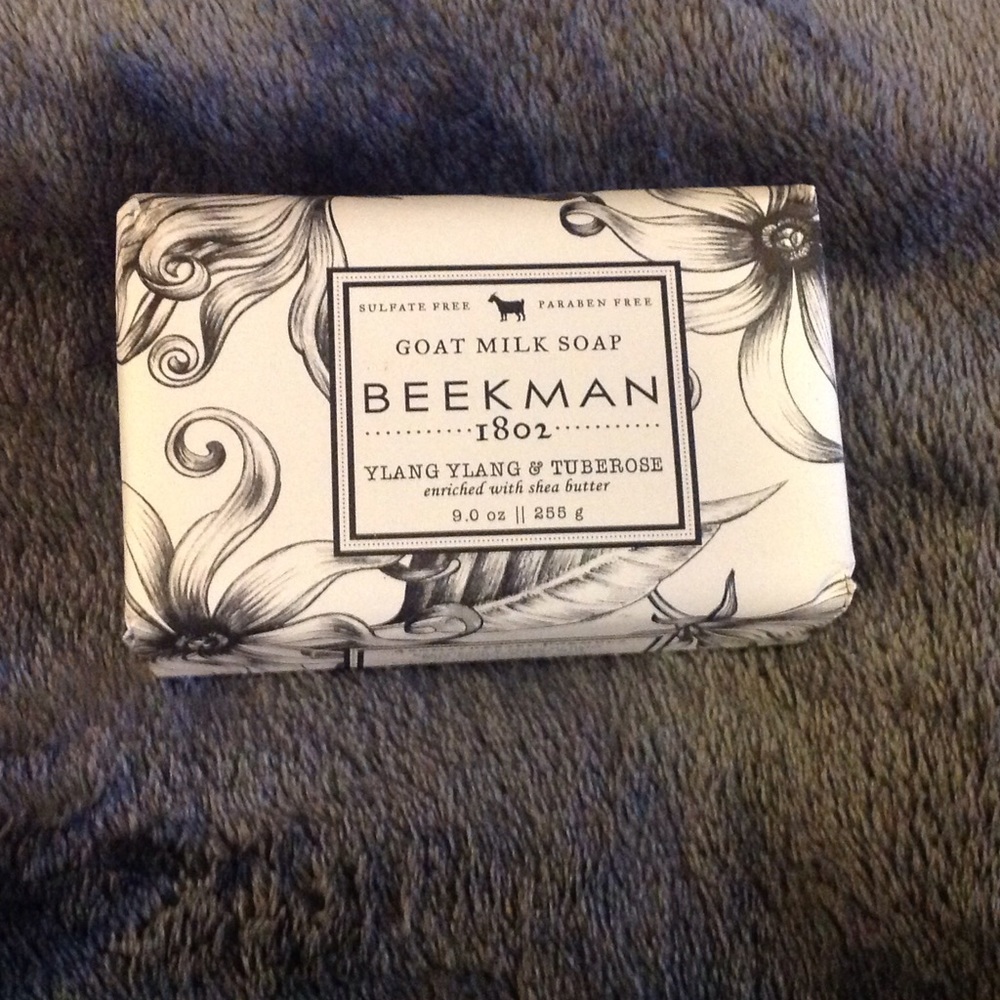 SULFATE FREE PARABEN FREE
GOAT MILK SOAP
BEEKMAN
1802
YLANG YLANG & TUBEROSE
enriched with shea butter
9.0 oz || 255 g